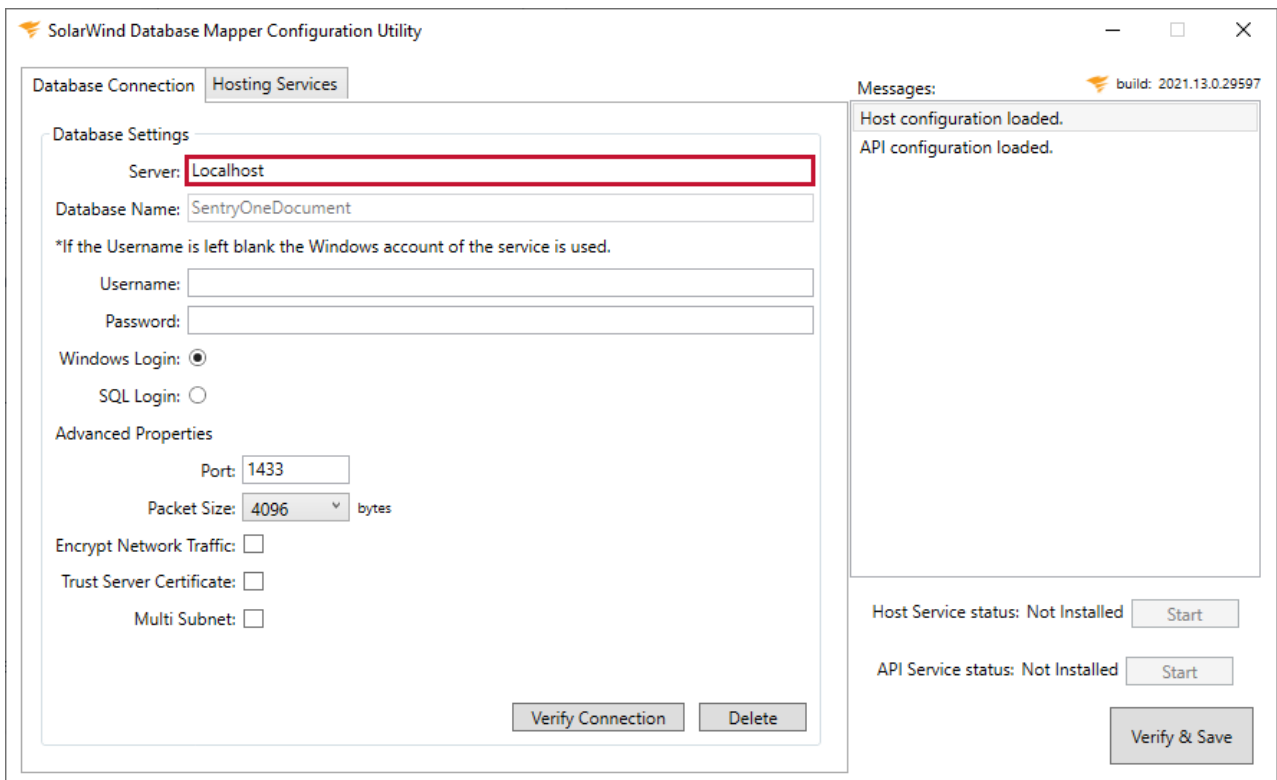 SolarWind Database Mapper Configuration Utility
Database Connection
Hosting Services
Database Settings
Server: Localhost
Database Name: SentryOneDocument
*If the Username is left blank the Windows account of the service is used.
Username:
Password:
Windows Login:
SQL Login:
Advanced Properties
Port: 1433
Packet Size: 4096 bytes
Encrypt Network Traffic:
Trust Server Certificate:
Multi Subnet:
Verify Connection
Delete
Messages:
build: 2021.13.0.29597
Host configuration loaded.
API configuration loaded.
Host Service status: Not Installed Start
API Service status: Not Installed Start
Verify & Save